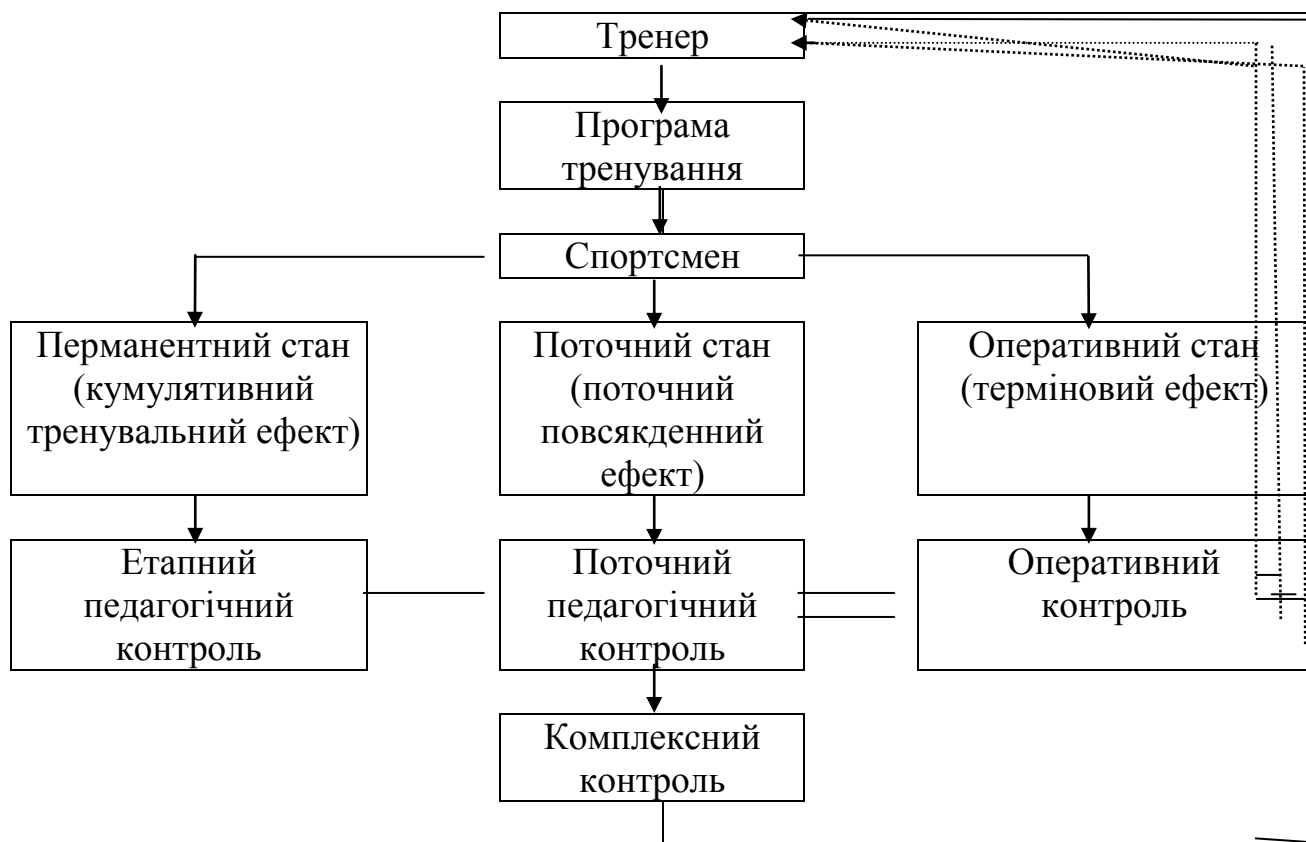 Тренер
Програма
тренування
Спортсмен
Перманентний стан
(кумулятивний
тренувальний ефект)
Поточний стан
(поточний
повсякденний
ефект)
Оперативний стан
(терміновий ефект)
Етапний
педагогічний
контроль
Поточний
педагогічний
контроль
Оперативний
контроль
Комплексний
контроль